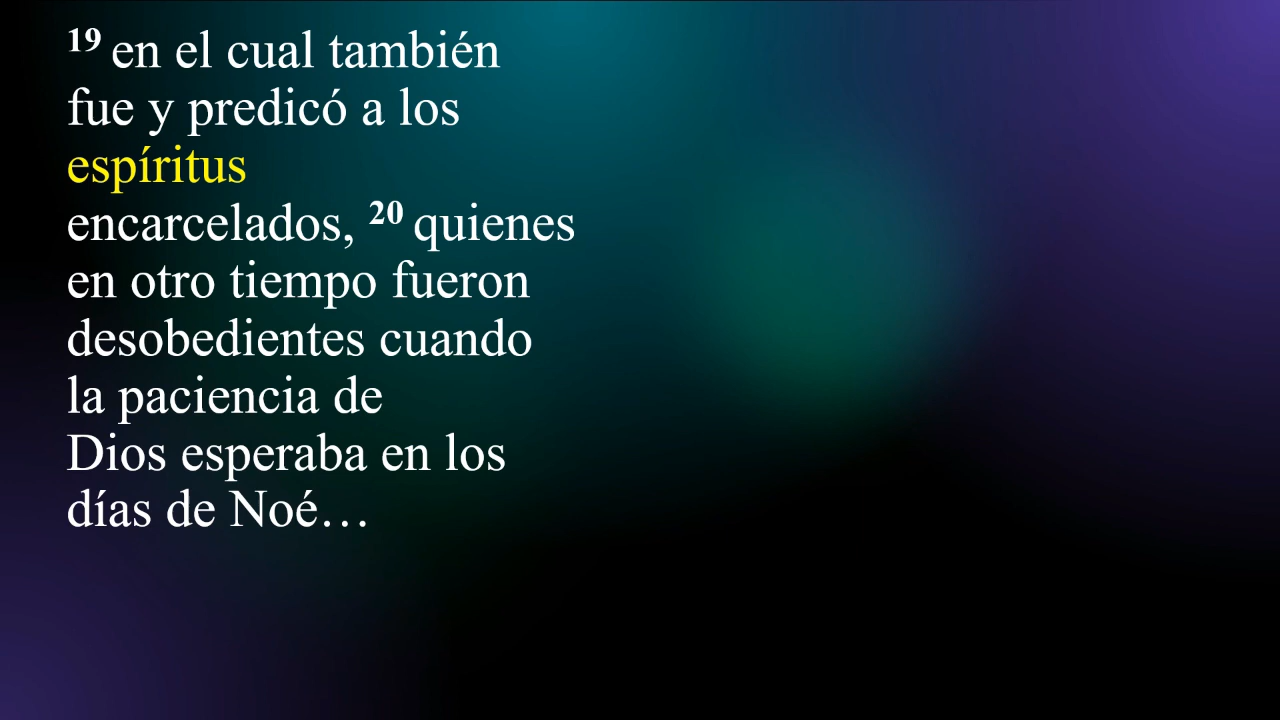 19 en el cual también
fue y predicó a los
espíritus
encarcelados, 20 quienes
en otro tiempo fueron
desobedientes cuando
la paciencia de
Dios esperaba en los
días de Noé…